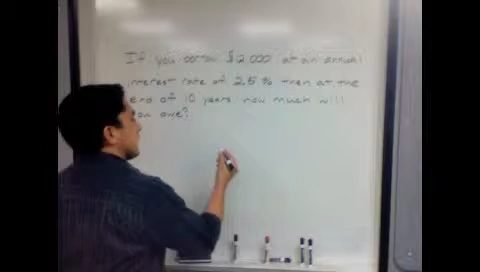 If you borrow $12,000 at an annual
interest rate of 2.5% then at the
end of 10 years how much will
you owe?